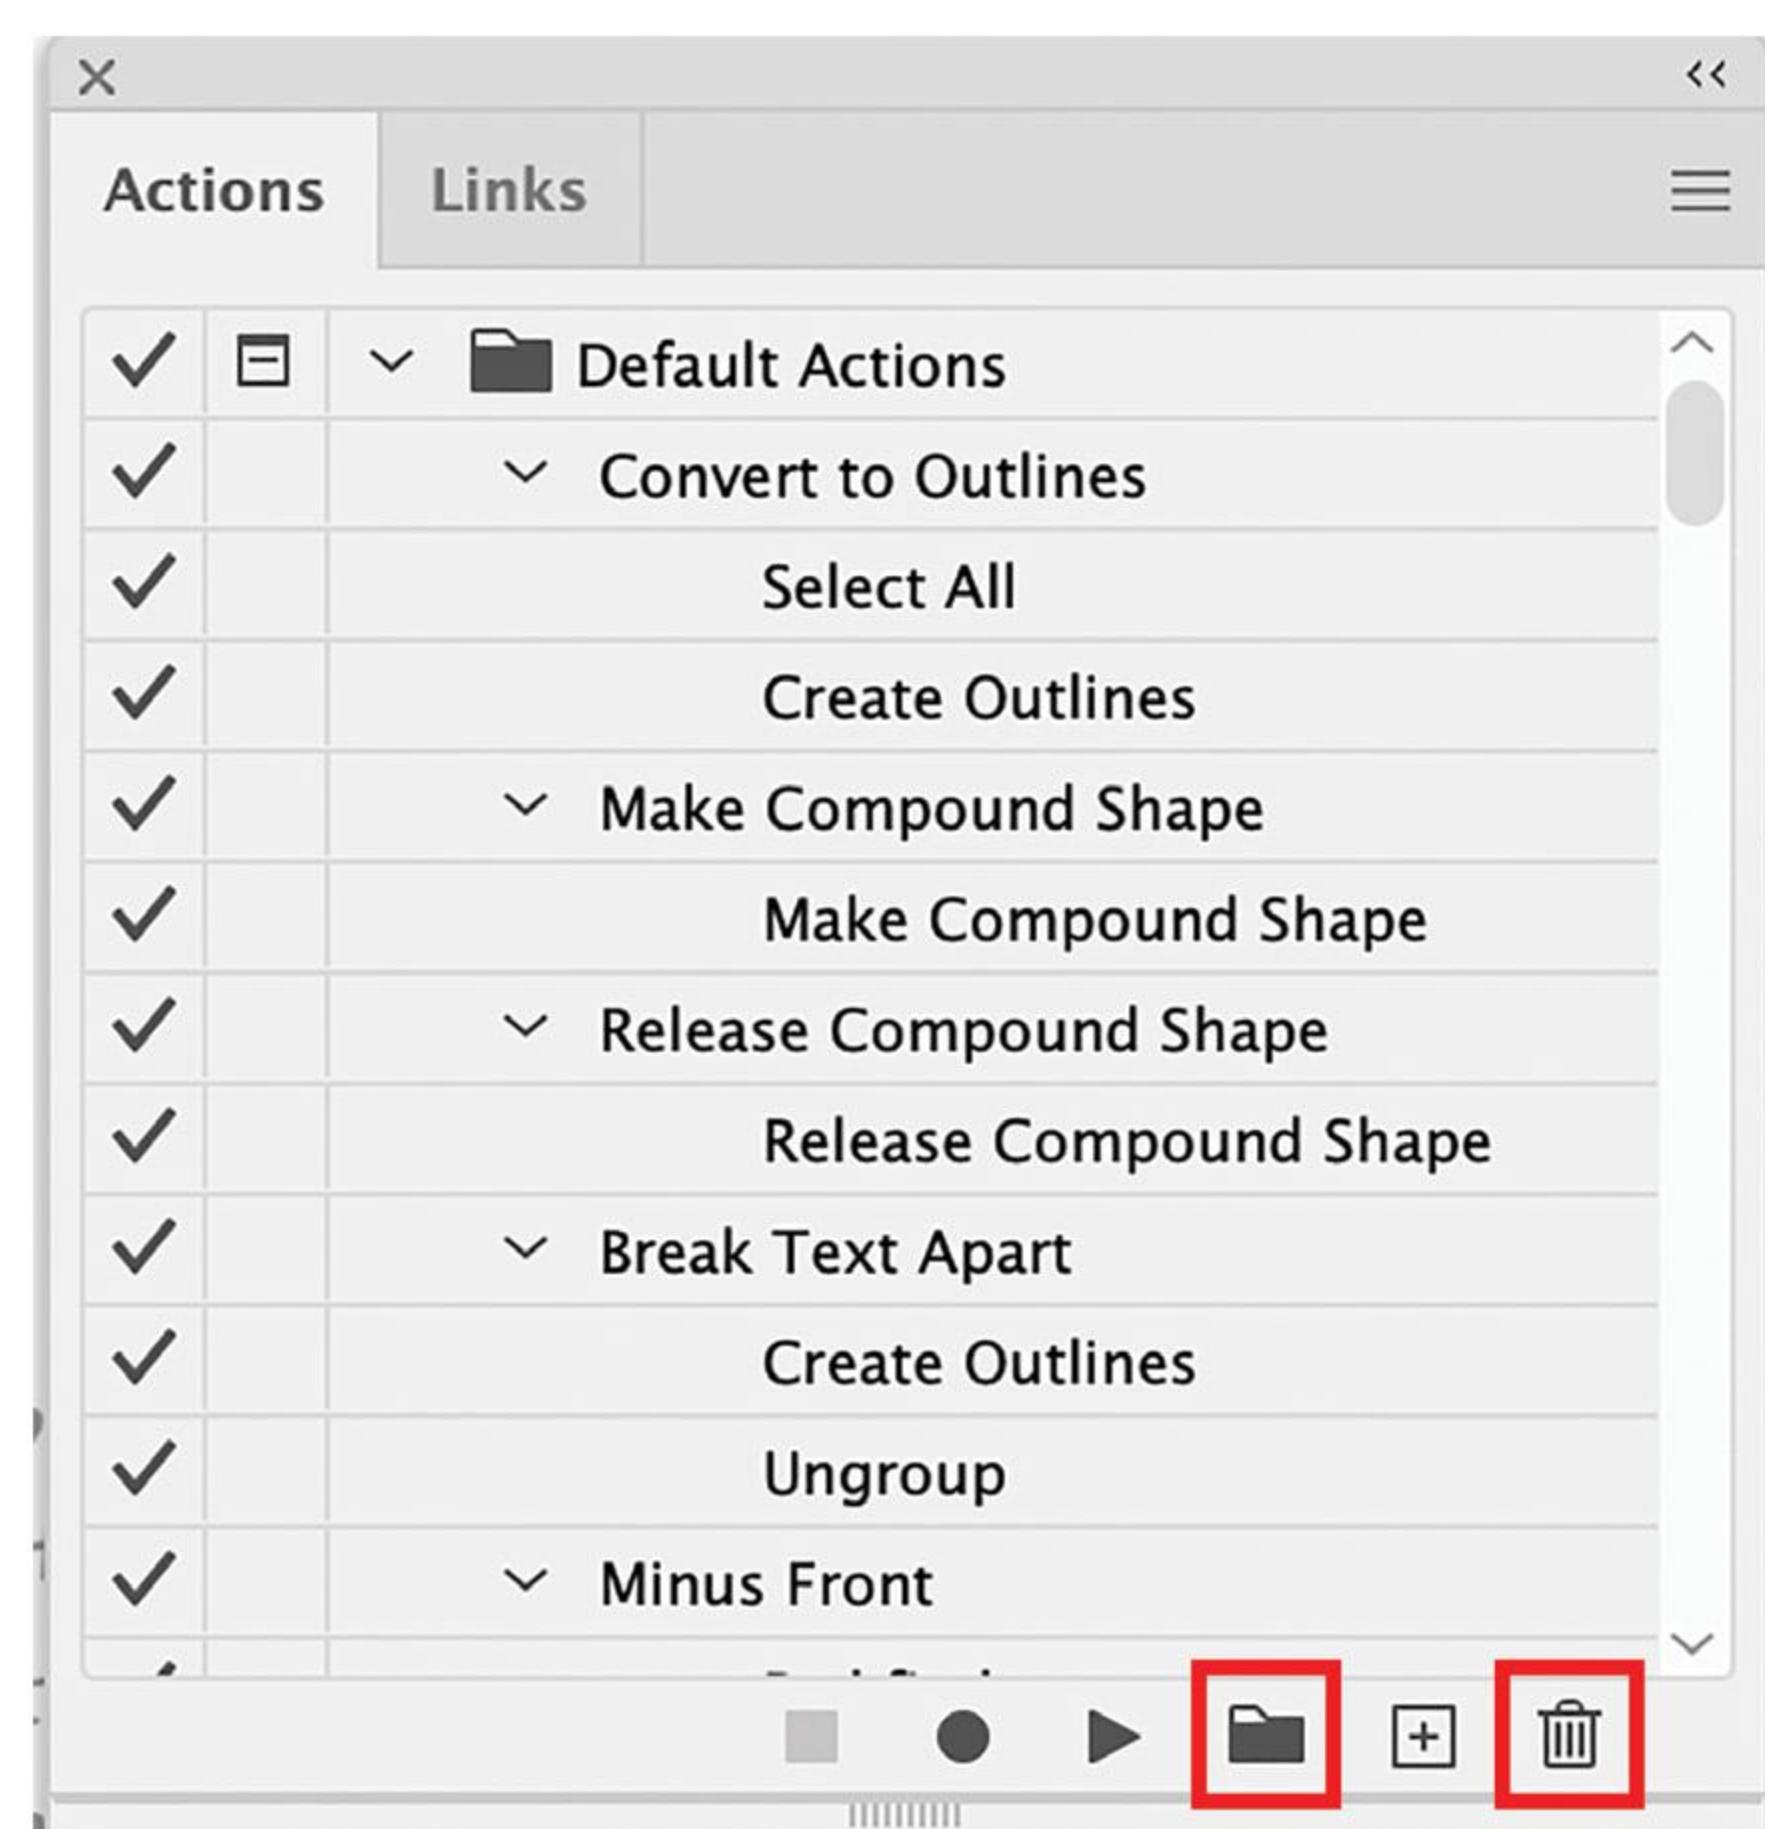 Actions
Links
Default Actions
Convert to Outlines
Select All
Create Outlines
Make Compound Shape
Make Compound Shape
Release Compound Shape
Release Compound Shape
Break Text Apart
Create Outlines
Ungroup
Minus Front